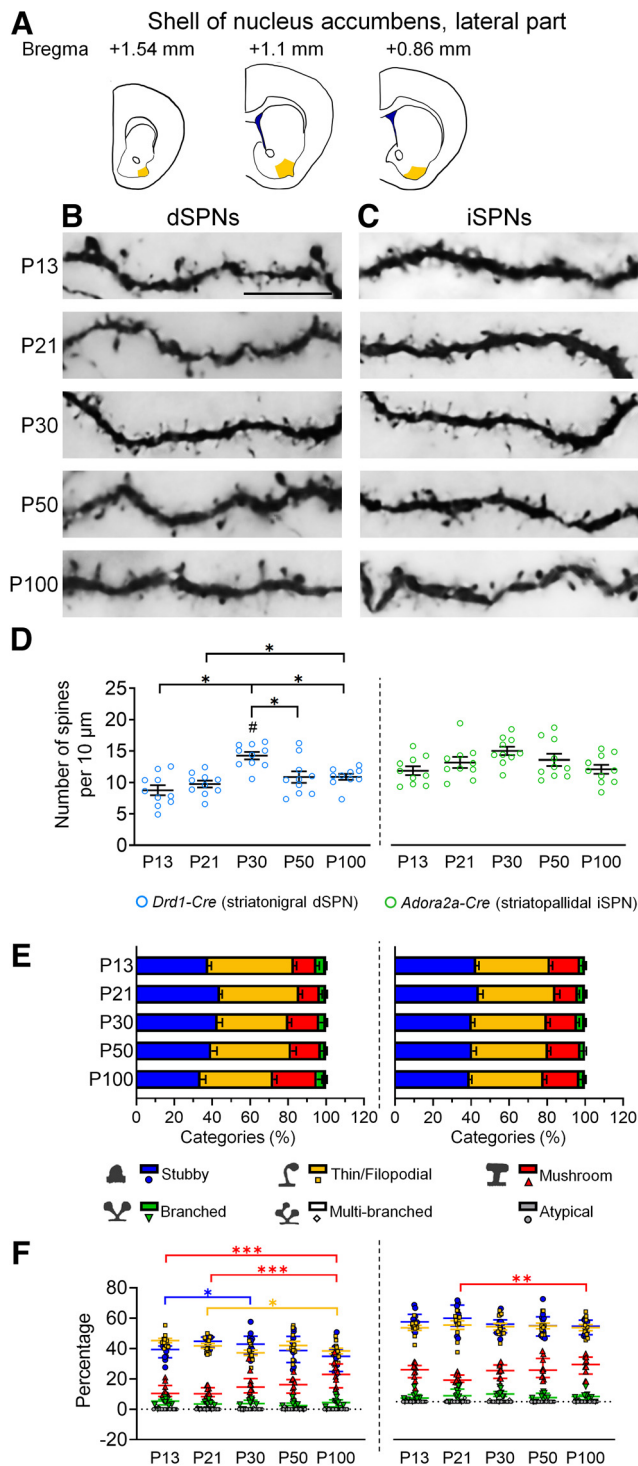 A
Shell of nucleus accumbens, lateral part
Bregma +1.54 mm +1.1 mm +0.86 mm
B dSPNs C iSPNs
P13
P21
P30
P50
P100
D
* 
* * *
#
Number of spines
per 10 µm
25
20
15
10
5
0
P13 P21 P30 P50 P100 P13 P21 P30 P50 P100
Drd1-Cre (striatonigral dSPN) Adora2a-Cre (striatopallidal iSPN)
E
P13
P21
P30
P50
P100
0 20 40 60 80 100 120 0 20 40 60 80 100 120
Categories (%) Categories (%)
Stubby Thin/Filopodial Mushroom
Branched Multi-branched Atypical
F
***
*** **
* *
Percentage
80
60
40
20
0
-20
P13 P21 P30 P50 P100 P13 P21 P30 P50 P100